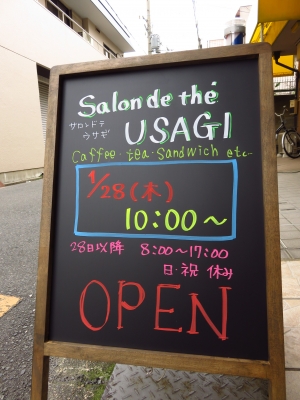 Salon de thé
サロンドテ
ウサギ
USAGI
Caffee・tea・Sandwich etc…
1/28(木)
10:00〜
28日以降 8:00〜17:00
日・祝 休み
OPEN